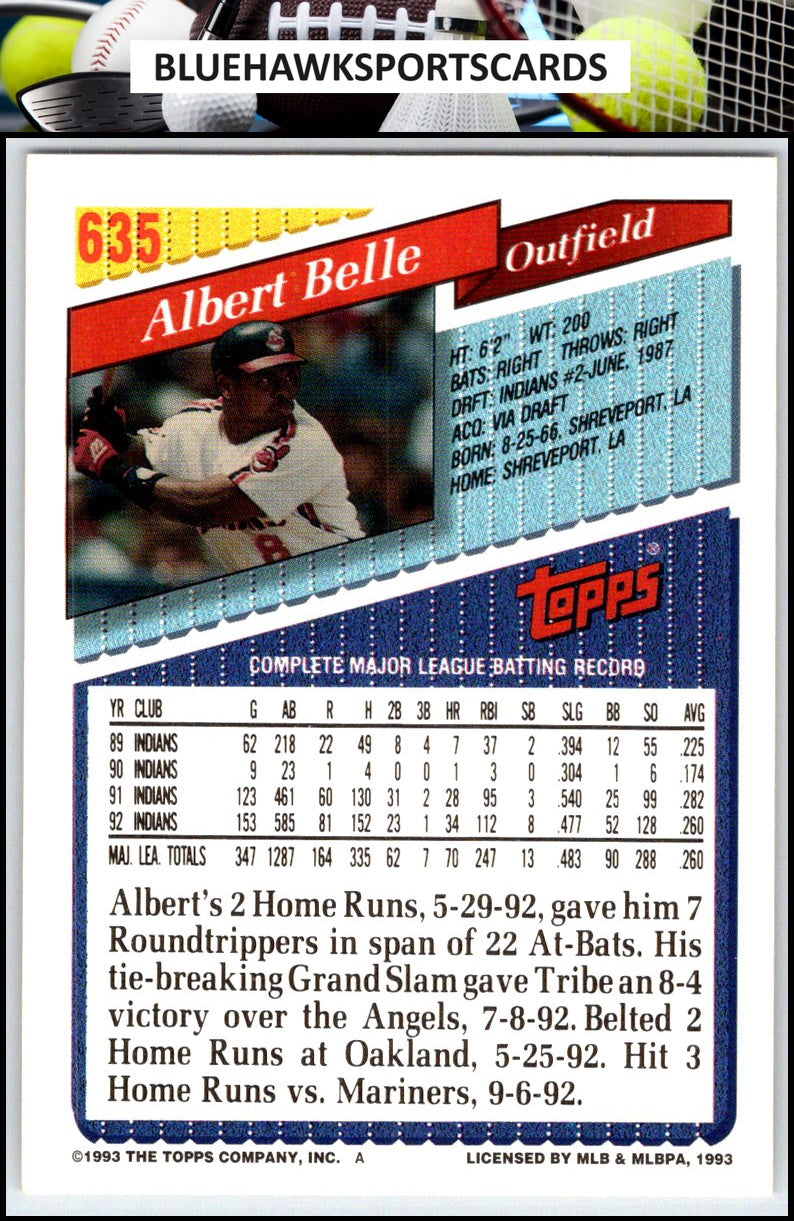 BLUEHAWKSPORTSCARDS
635
Albert Belle
Outfield
HT: 6'2" WT: 200
BATS: RIGHT THROWS: RIGHT
DRFT: INDIANS #2-JUNE, 1987
ACQ: VIA DRAFT
BORN: 8-25-66, SHREVEPORT, LA
HOME: SHREVEPORT, LA
8
Topps®
COMPLETE MAJOR LEAGUE BATTING RECORD
YR CLUB G AB R H 2B 3B HR RBI SB SLG BB SO AVG
89 INDIANS 62 218 22 49 8 4 7 37 2 .394 12 55 .225
90 INDIANS 9 23 1 4 0 0 1 3 0 .304 1 6 .174
91 INDIANS 123 461 60 130 31 2 28 95 3 .540 25 99 .282
92 INDIANS 153 585 81 152 23 1 34 112 8 .477 52 128 .260
MAJ. LEA. TOTALS 347 1287 164 335 62 7 70 247 13 .483 90 288 .260
Albert's 2 Home Runs, 5-29-92, gave him 7
Roundtrippers in span of 22 At-Bats. His
tie-breaking Grand Slam gave Tribe an 8-4
victory over the Angels, 7-8-92. Belted 2
Home Runs at Oakland, 5-25-92. Hit 3
Home Runs vs. Mariners, 9-6-92.
©1993 THE TOPPS COMPANY, INC. A
LICENSED BY MLB & MLBPA, 1993